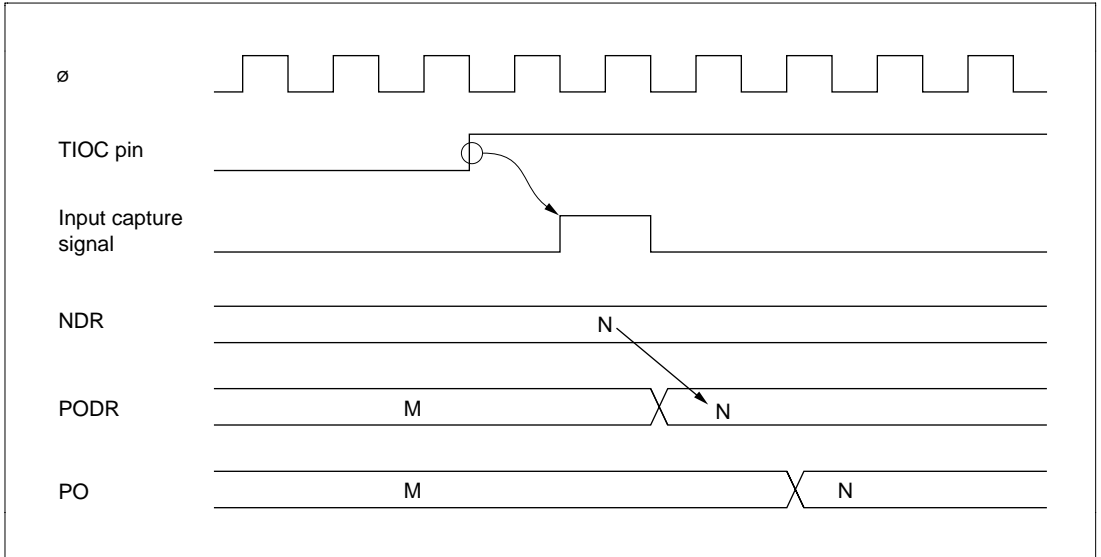 ø
TIOC pin
Input capture
signal
NDR
N
PODR
M
N
PO
M
N